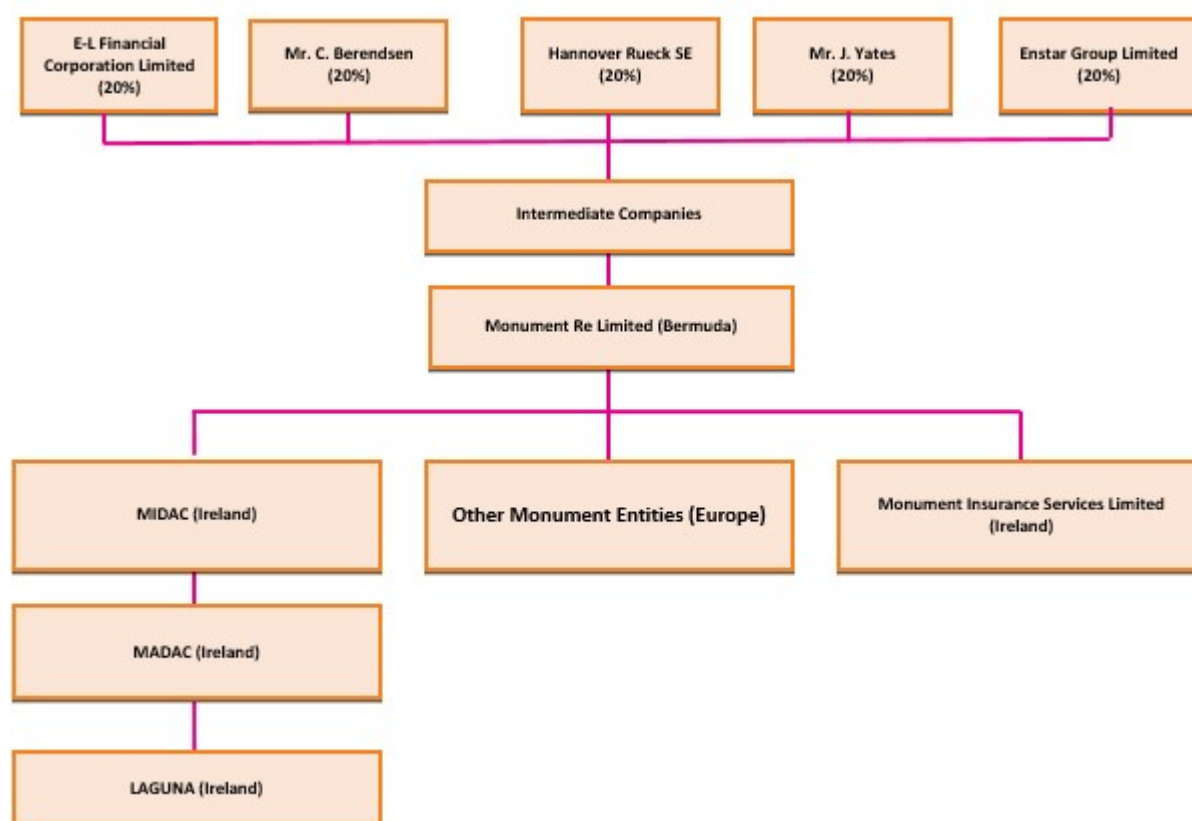 E-L Financial
Corporation Limited
(20%)
Mr. C. Berendsen
(20%)
Hannover Rueck SE
(20%)
Mr. J. Yates
(20%)
Enstar Group Limited
(20%)
Intermediate Companies
Monument Re Limited (Bermuda)
MIDAC (Ireland)
Other Monument Entities (Europe)
Monument Insurance Services Limited
(Ireland)
MADAC (Ireland)
LAGUNA (Ireland)